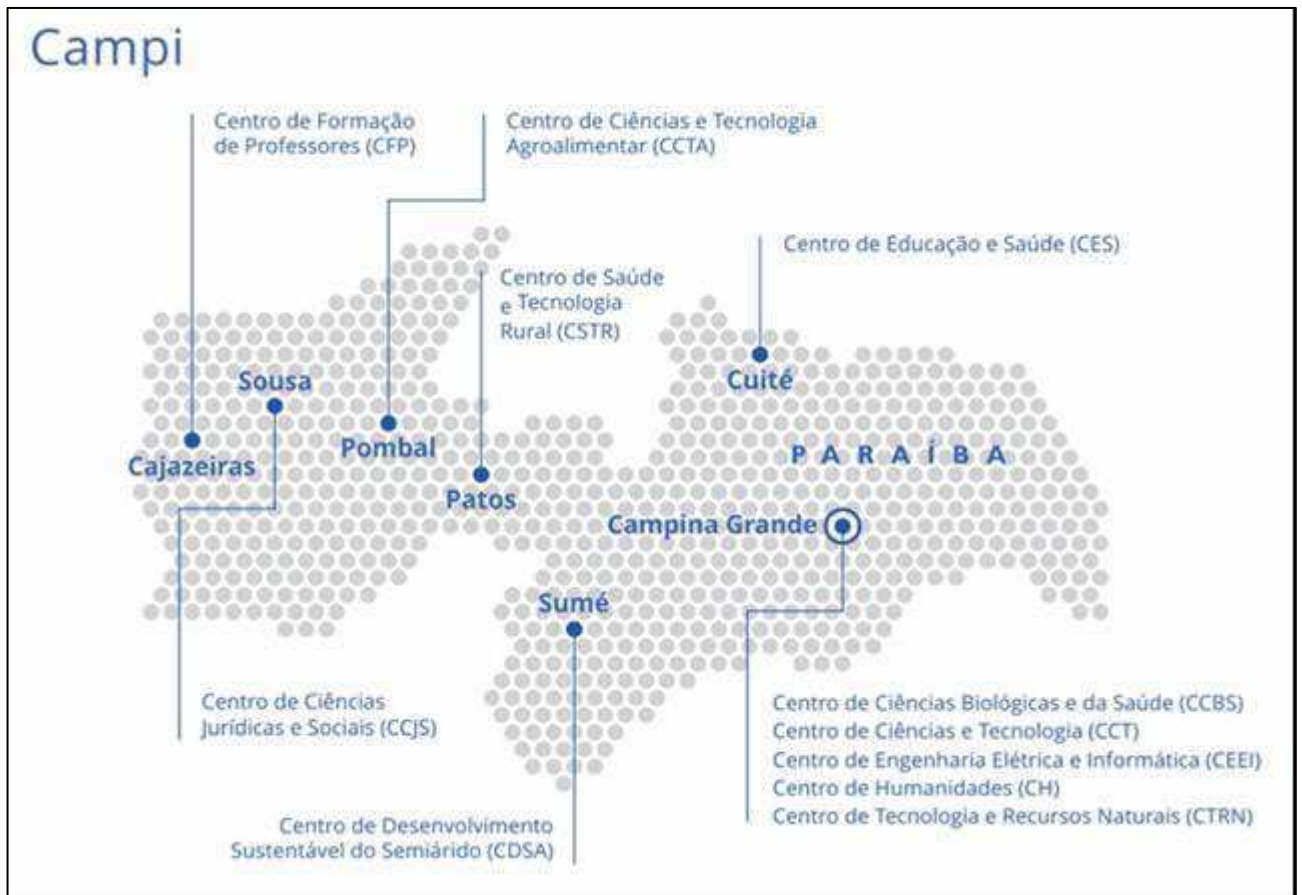 Campi
Centro de Formação
de Professores (CFP)
Centro de Ciências e Tecnologia
Agroalimentar (CCTA)
Centro de Educação e Saúde (CES)
Centro de Saúde
e Tecnologia
Rural (CSTR)
Sousa
Cuité
Pombal
Cajazeiras
PARAÍBA
Patos
Campina Grande
Sumé
Centro de Ciências
Jurídicas e Sociais (CCJS)
Centro de Ciências Biológicas e da Saúde (CCBS)
Centro de Ciências e Tecnologia (CCT)
Centro de Engenharia Elétrica e Informática (CEEI)
Centro de Humanidades (CH)
Centro de Tecnologia e Recursos Naturais (CTRN)
Centro de Desenvolvimento
Sustentável do Semiárido (CDSA)